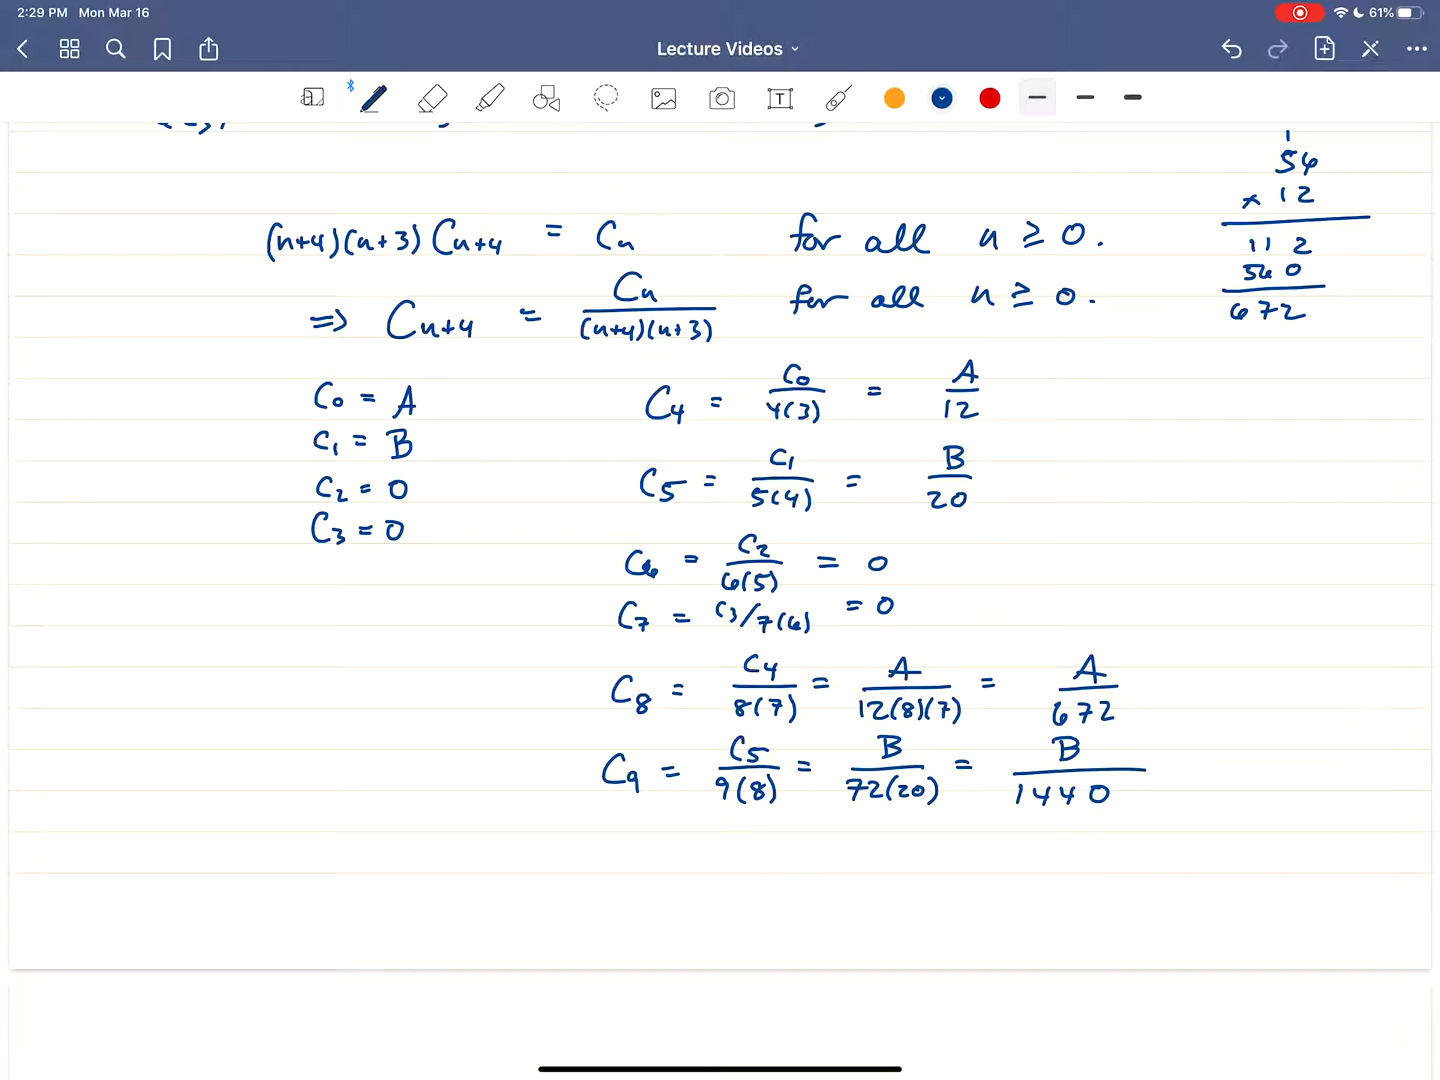 2:29 PM Mon Mar 16
61%
Lecture Videos
T
(n+4)(n+3) Cn+4 = Cn for all n ≥ 0.
⇒ Cn+4 = Cn / (n+4)(n+3) for all n ≥ 0.
1
56
× 12
112
560
672
C0 = A
C1 = B
C2 = 0
C3 = 0
C4 = C0 / 4(3) = A / 12
C5 = C1 / 5(4) = B / 20
C6 = C2 / 6(5) = 0
C7 = C3/7(6) = 0
C8 = C4 / 8(7) = A / 12(8)(7) = A / 672
C9 = C5 / 9(8) = B / 72(20) = B / 1440